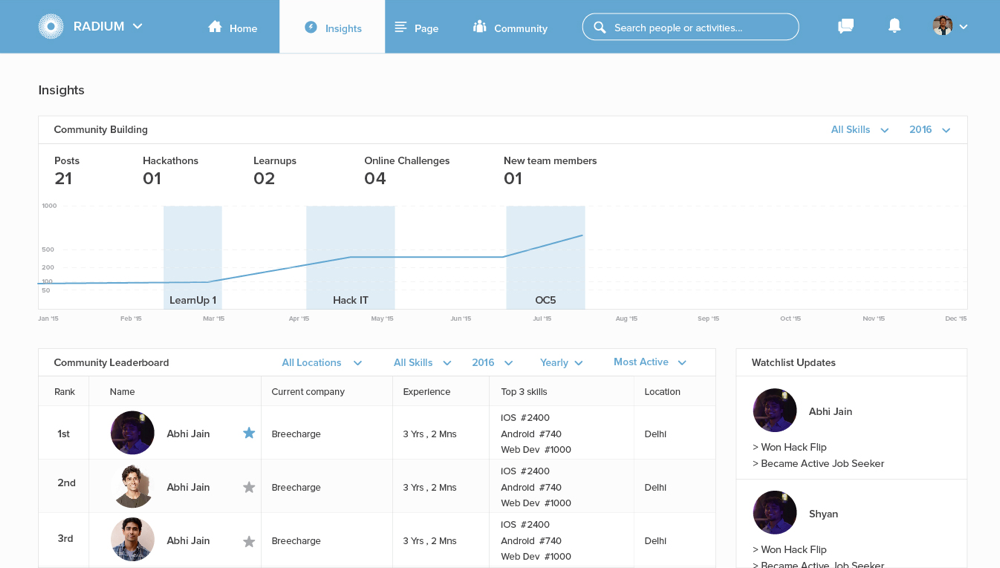 RADIUM
Home
Insights
Page
Community
Search people or activities...
Insights
Community Building
All Skills
2016
Posts
Hackathons
Learnups
Online Challenges
New team members
21
01
02
04
01
1000
500
200
100
50
LearnUp 1
Hack IT
OC5
Jan '15
Feb '15
Mar '15
Apr '15
May '15
Jun '15
Jul '15
Aug '15
Sep '15
Oct '15
Nov '15
Dec '15
Community Leaderboard
All Locations
All Skills
2016
Yearly
Most Active
Rank
Name
Current company
Experience
Top 3 skills
Location
1st
Abhi Jain
Breecharge
3 Yrs , 2 Mns
IOS #2400
Android #740
Web Dev #1000
Delhi
2nd
Abhi Jain
Breecharge
3 Yrs , 2 Mns
IOS #2400
Android #740
Web Dev #1000
Delhi
3rd
Abhi Jain
Breecharge
3 Yrs , 2 Mns
IOS #2400
Android #740
Web Dev #1000
Delhi
Watchlist Updates
Abhi Jain
> Won Hack Flip
> Became Active Job Seeker
Shyan
> Won Hack Flip
> Became Active Job Seeker